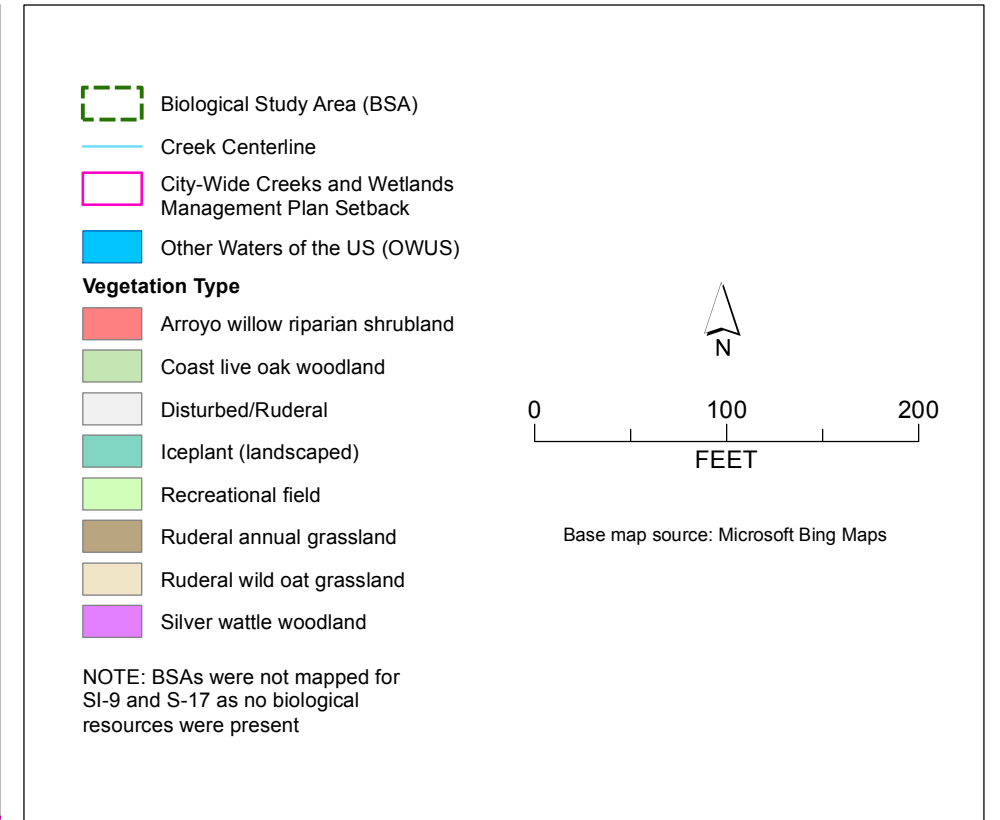 Biological Study Area (BSA)
Creek Centerline
City-Wide Creeks and Wetlands
Management Plan Setback
Other Waters of the US (OWUS)
Vegetation Type
Arroyo willow riparian shrubland
Coast live oak woodland
Disturbed/Ruderal
Iceplant (landscaped)
Recreational field
Ruderal annual grassland
Ruderal wild oat grassland
Silver wattle woodland
NOTE: BSAs were not mapped for
SI-9 and S-17 as no biological
resources were present
N
0 100 200
FEET
Base map source: Microsoft Bing Maps